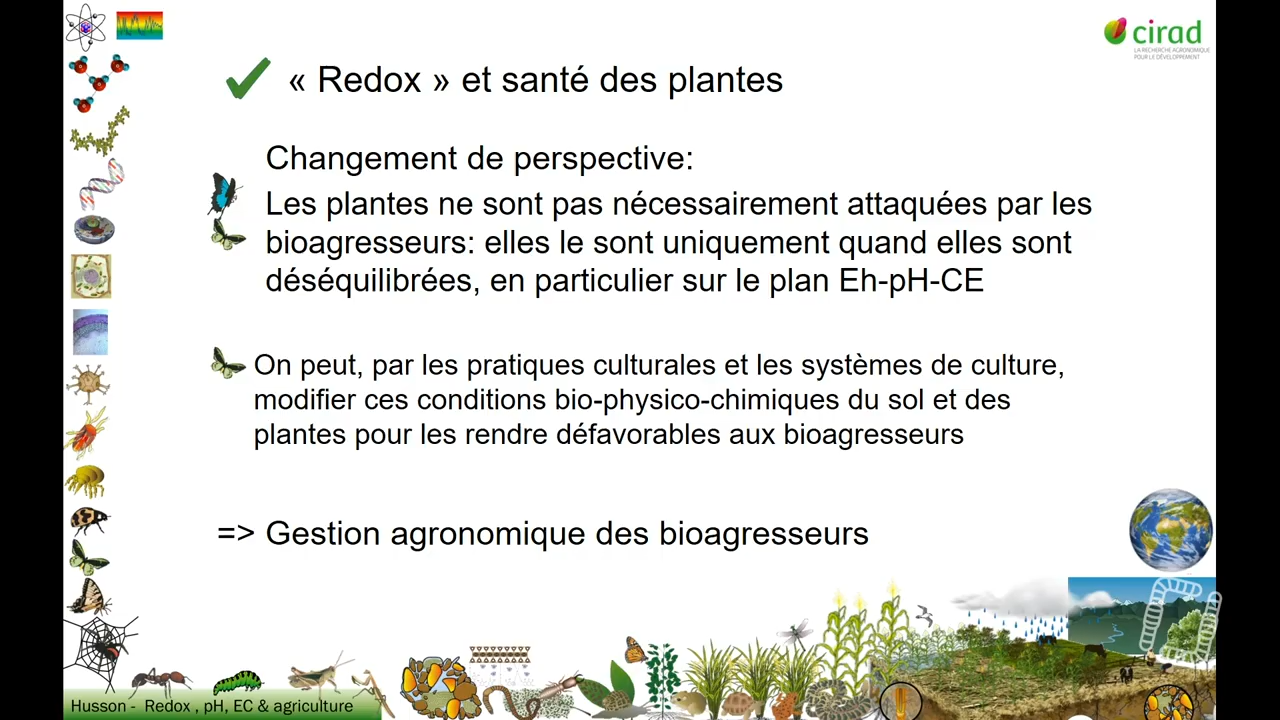 cirad
LA RECHERCHE AGRONOMIQUE
POUR LE DÉVELOPPEMENT
« Redox » et santé des plantes
Changement de perspective:
Les plantes ne sont pas nécessairement attaquées par les
bioagresseurs: elles le sont uniquement quand elles sont
déséquilibrées, en particulier sur le plan Eh-pH-CE
On peut, par les pratiques culturales et les systèmes de culture,
modifier ces conditions bio-physico-chimiques du sol et des
plantes pour les rendre défavorables aux bioagresseurs
=> Gestion agronomique des bioagresseurs
Husson - Redox , pH, EC & agriculture